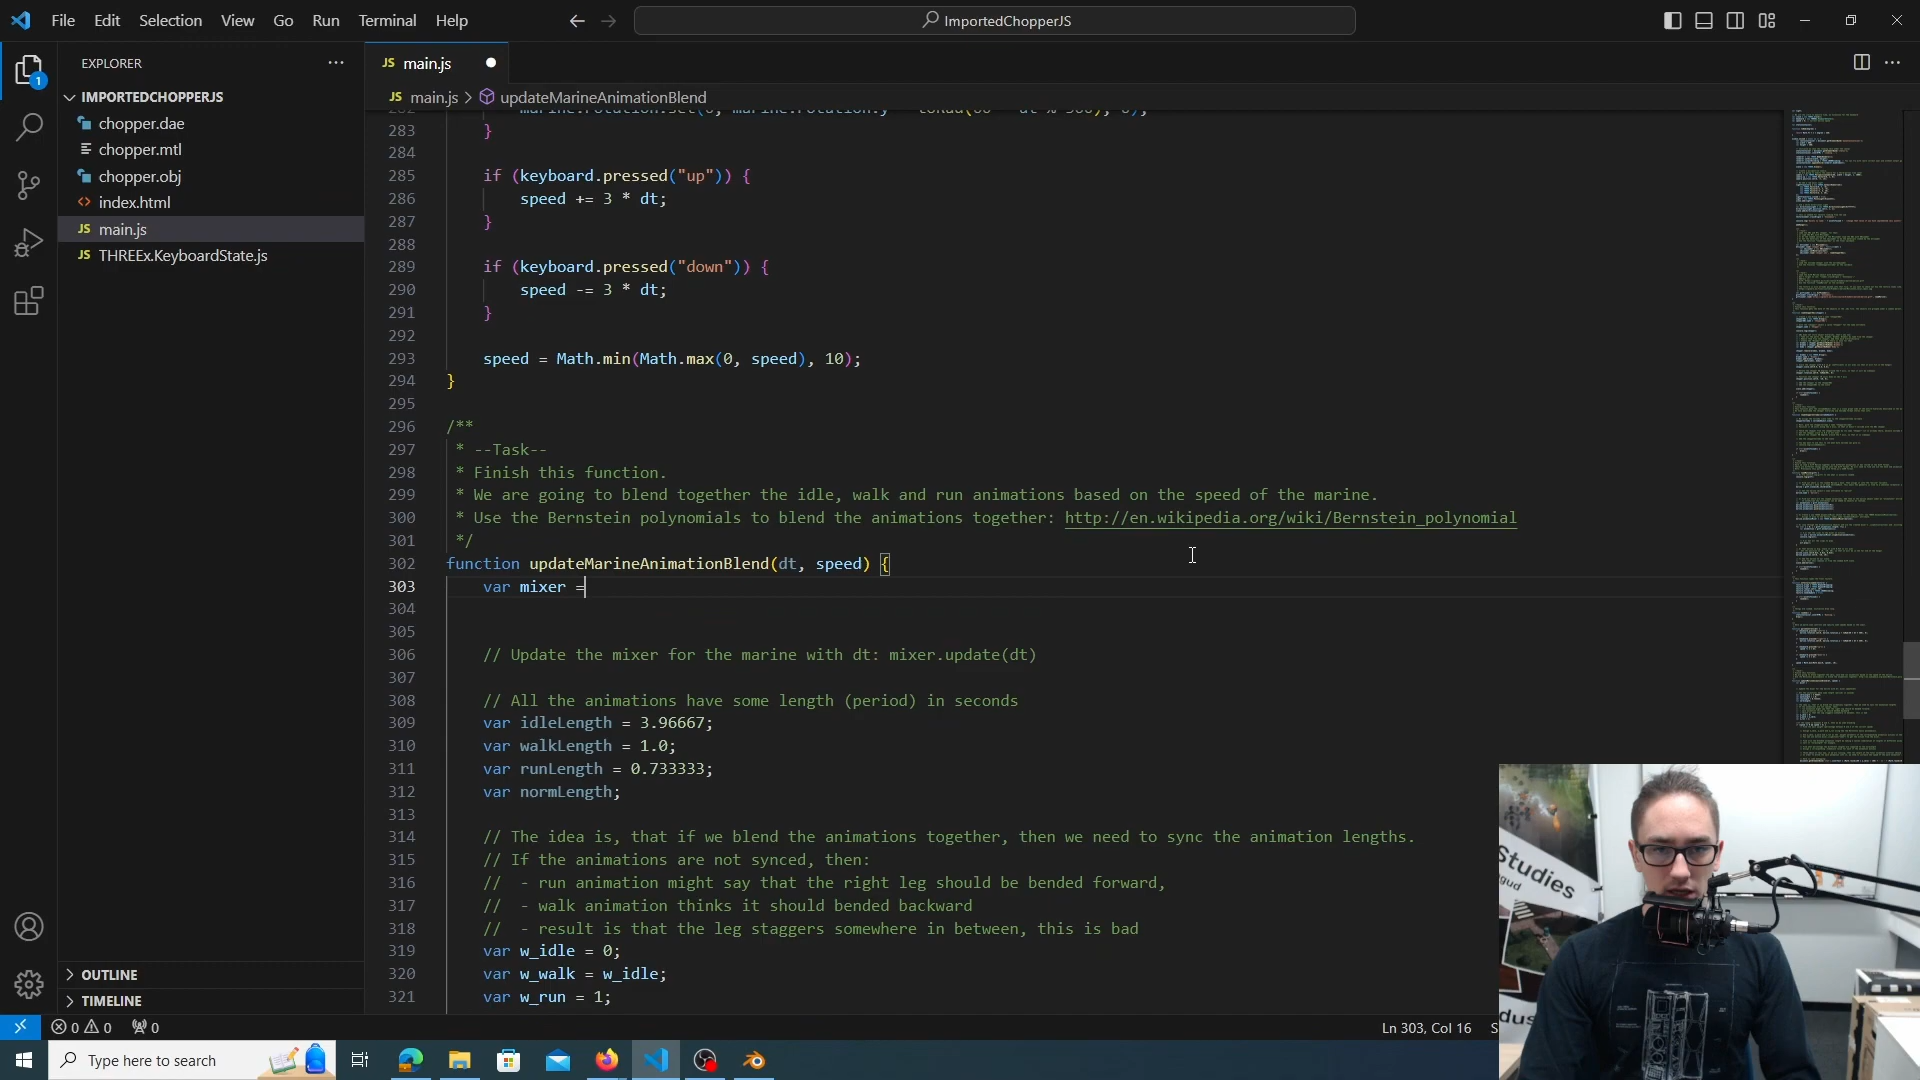 File Edit Selection View Go Run Terminal Help
ImportedChopperJS
EXPLORER
IMPORTEDCHOPPERJS
chopper.dae
chopper.mtl
chopper.obj
index.html
JS main.js
JS THREEx.KeyboardState.js
OUTLINE
TIMELINE
1
JS main.js
JS main.js > updateMarineAnimationBlend
283 }
284
285 if (keyboard.pressed("up")) {
286 speed += 3 * dt;
287 }
288
289 if (keyboard.pressed("down")) {
290 speed -= 3 * dt;
291 }
292
293 speed = Math.min(Math.max(0, speed), 10);
294 }
295
296 /**
297 * --Task--
298 * Finish this function.
299 * We are going to blend together the idle, walk and run animations based on the speed of the marine.
300 * Use the Bernstein polynomials to blend the animations together: http://en.wikipedia.org/wiki/Bernstein_polynomial
301 */
302 function updateMarineAnimationBlend(dt, speed) {
303 var mixer =
304
305
306 // Update the mixer for the marine with dt: mixer.update(dt)
307
308 // All the animations have some length (period) in seconds
309 var idleLength = 3.96667;
310 var walkLength = 1.0;
311 var runLength = 0.733333;
312 var normLength;
313
314 // The idea is, that if we blend the animations together, then we need to sync the animation lengths.
315 // If the animations are not synced, then:
316 // - run animation might say that the right leg should be bended forward,
317 // - walk animation thinks it should bended backward
318 // - result is that the leg staggers somewhere in between, this is bad
319 var w_idle = 0;
320 var w_walk = w_idle;
321 var w_run = 1;
Studies
0 0 0
Ln 303, Col 16
Type here to search